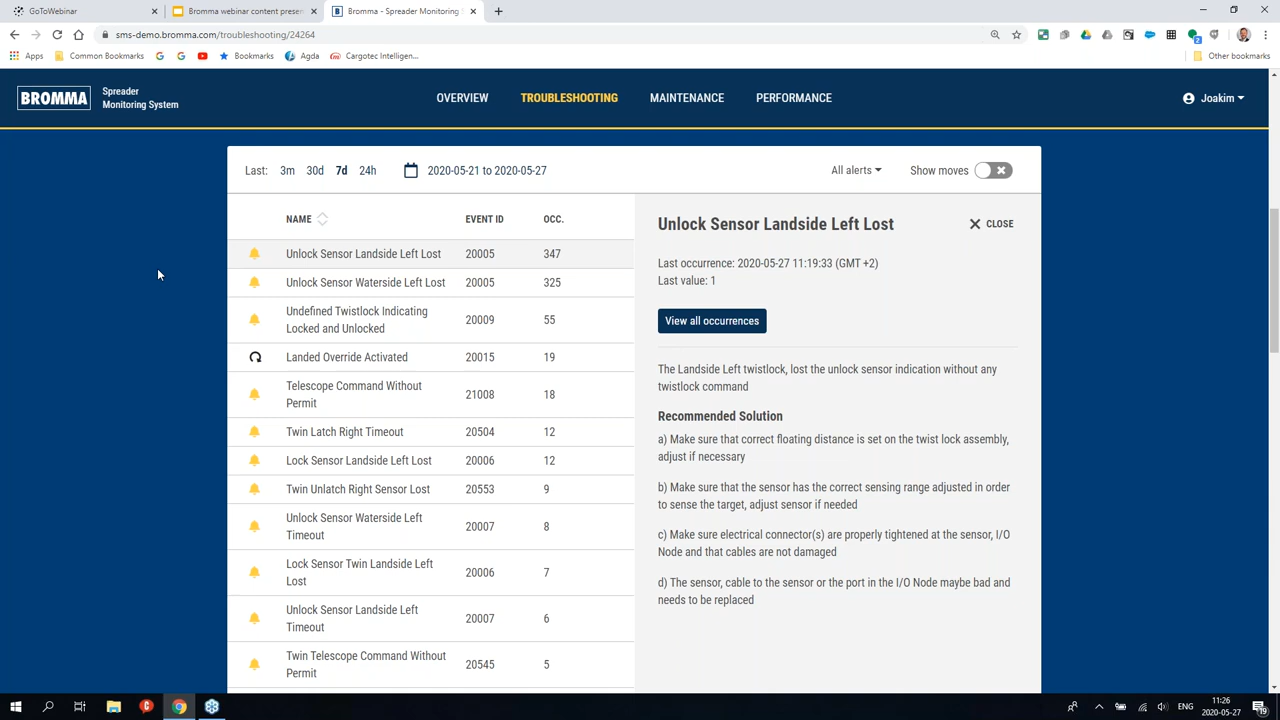 GoToWebinar
Bromma webinar content presen
Bromma - Spreader Monitoring S
sms-demo.bromma.com/troubleshooting/24264
Apps
Common Bookmarks
Bookmarks
Agda
Cargotec Intelligen...
Other bookmarks
BROMMA
Spreader
Monitoring System
OVERVIEW
TROUBLESHOOTING
MAINTENANCE
PERFORMANCE
Joakim
Last:
3m
30d
7d
24h
2020-05-21 to 2020-05-27
All alerts
Show moves
NAME
EVENT ID
OCC.
Unlock Sensor Landside Left Lost 20005 347
Unlock Sensor Waterside Left Lost 20005 325
Undefined Twistlock Indicating
Locked and Unlocked
20009 55
Landed Override Activated 20015 19
Telescope Command Without
Permit
21008 18
Twin Latch Right Timeout 20504 12
Lock Sensor Landside Left Lost 20006 12
Twin Unlatch Right Sensor Lost 20553 9
Unlock Sensor Waterside Left
Timeout
20007 8
Lock Sensor Twin Landside Left
Lost
20006 7
Unlock Sensor Landside Left
Timeout
20007 6
Twin Telescope Command Without
Permit
20545 5
Unlock Sensor Landside Left Lost
CLOSE
Last occurrence: 2020-05-27 11:19:33 (GMT +2)
Last value: 1
View all occurrences
The Landside Left twistlock, lost the unlock sensor indication without any
twistlock command
Recommended Solution
a) Make sure that correct floating distance is set on the twist lock assembly,
adjust if necessary
b) Make sure that the sensor has the correct sensing range adjusted in order
to sense the target, adjust sensor if needed
c) Make sure electrical connector(s) are properly tightened at the sensor, I/O
Node and that cables are not damaged
d) The sensor, cable to the sensor or the port in the I/O Node maybe bad and
needs to be replaced
ENG
11:26
2020-05-27